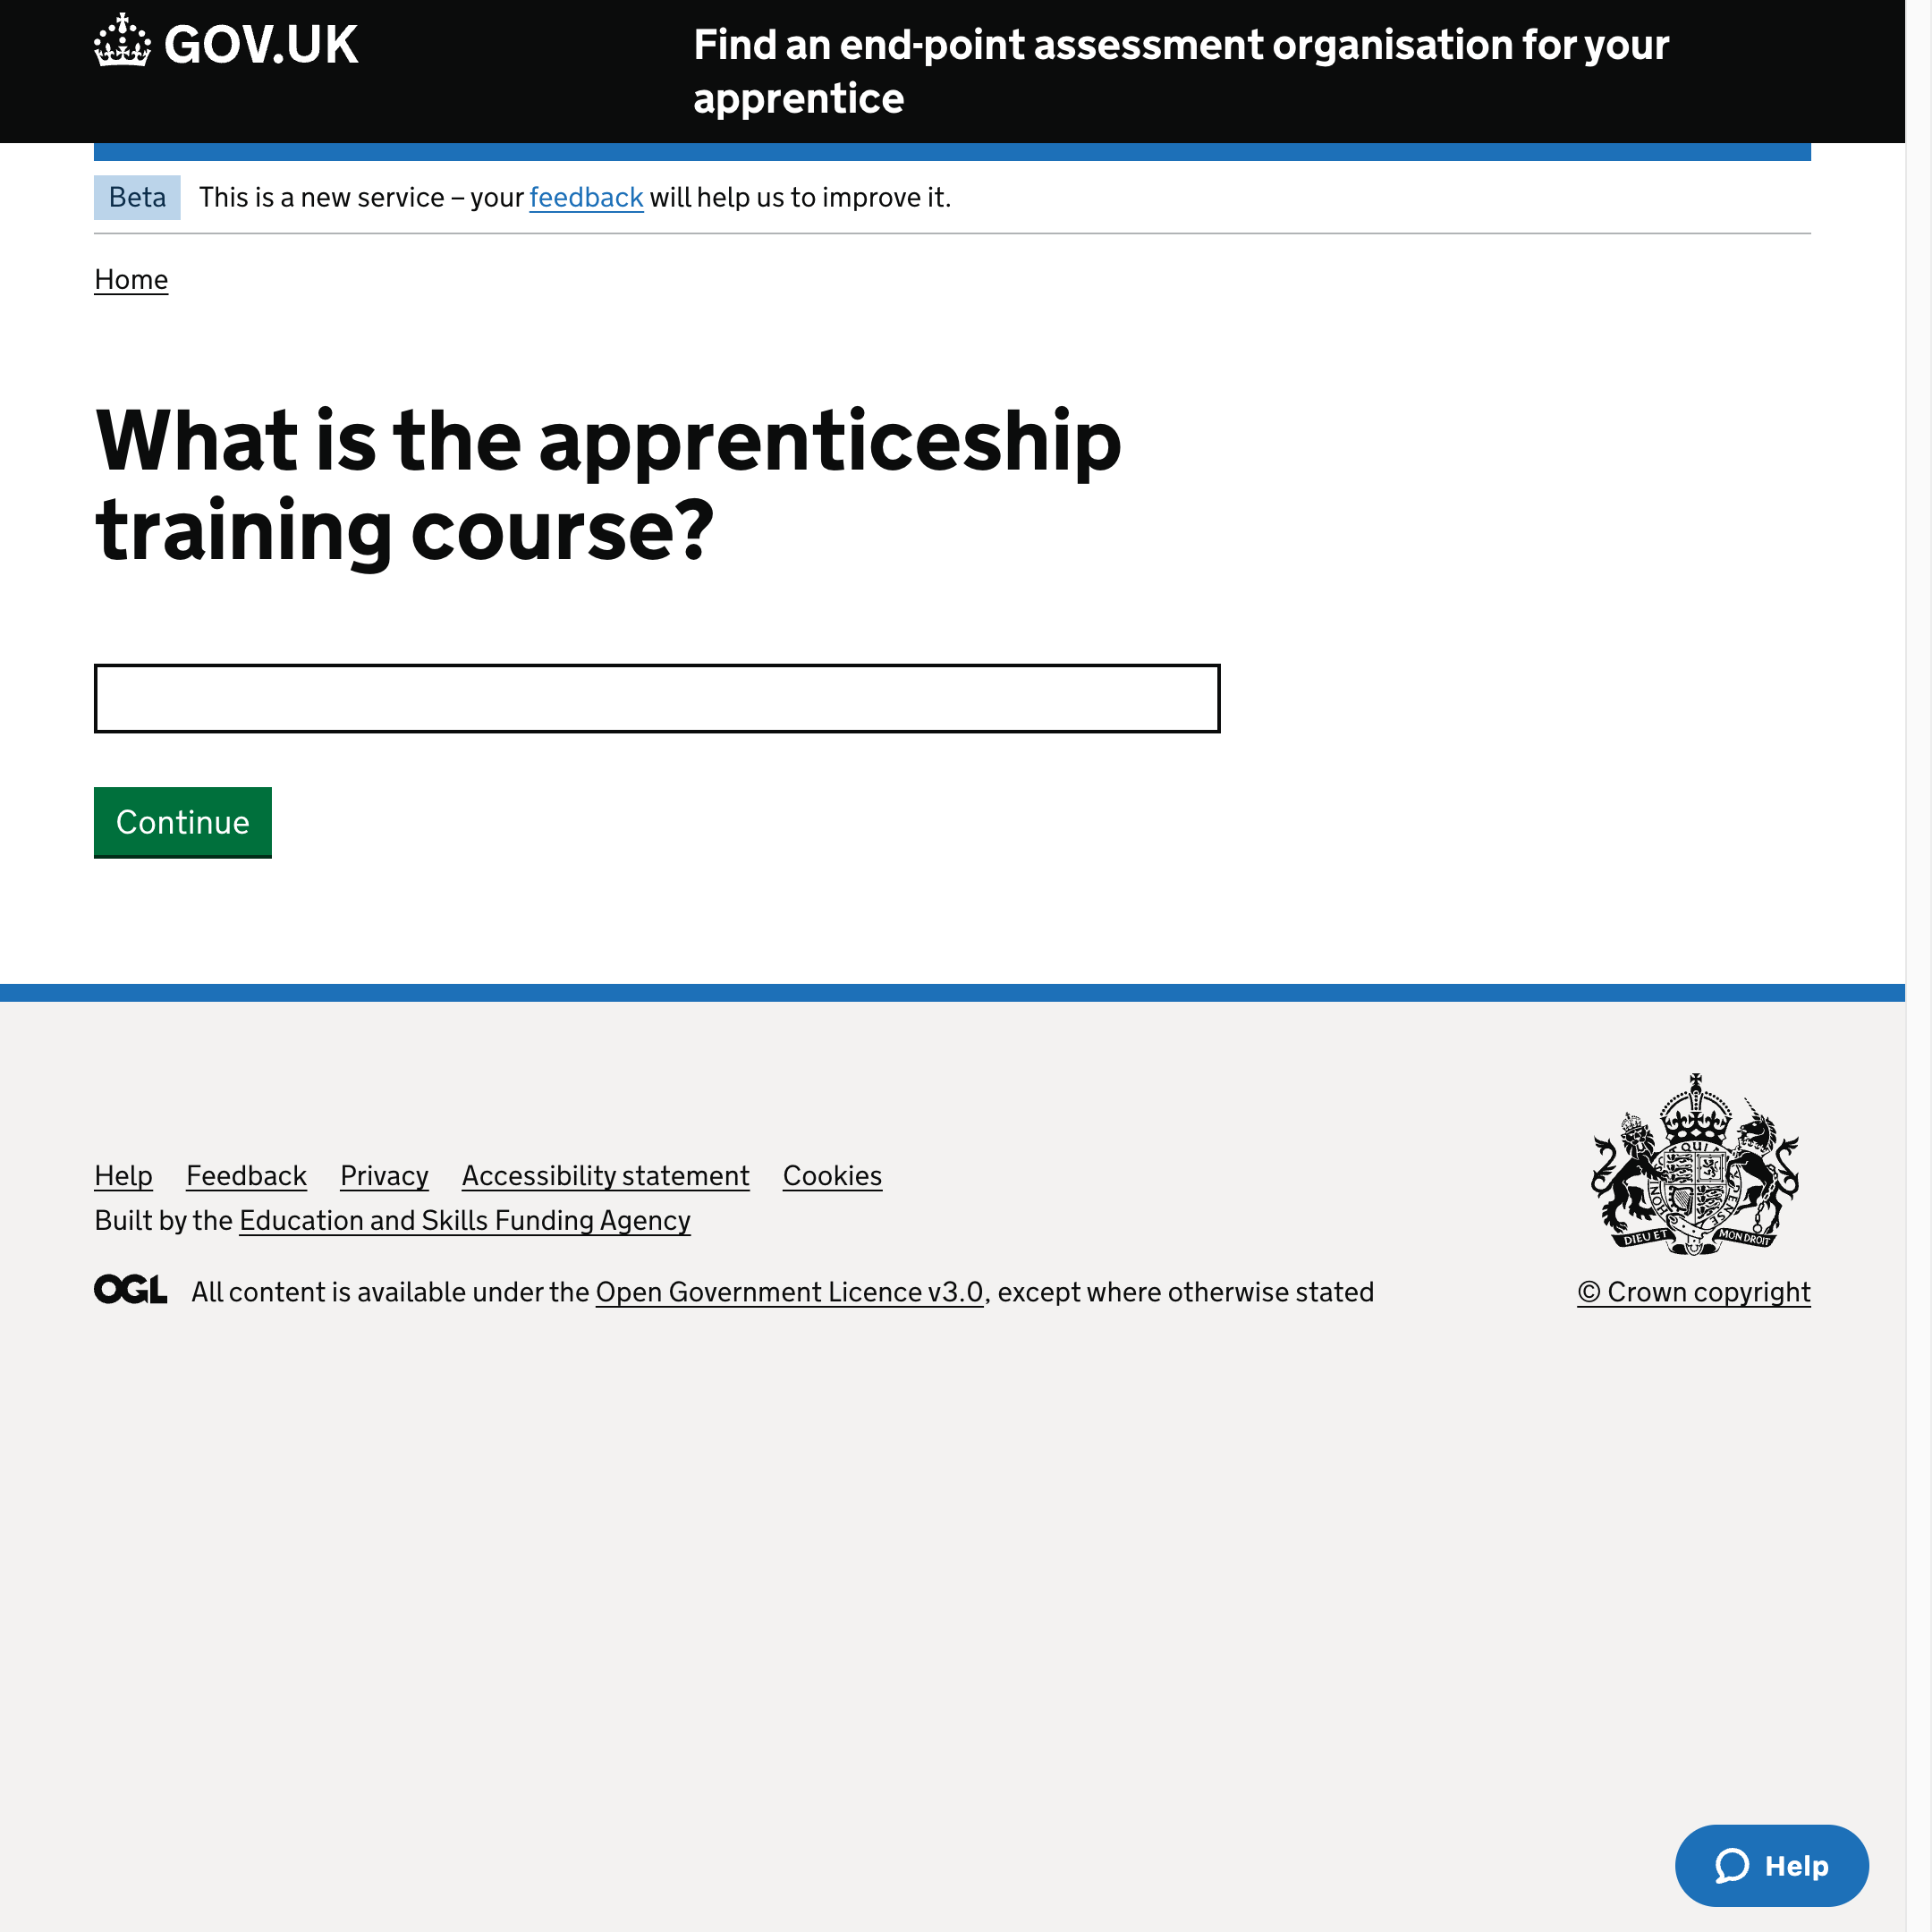 GOV.UK
Find an end-point assessment organisation for your
apprentice
Beta
This is a new service – your feedback will help us to improve it.
Home
What is the apprenticeship
training course?
Continue
Help Feedback Privacy Accessibility statement Cookies
Built by the Education and Skills Funding Agency
DIEU ET MON DROIT
OGL All content is available under the Open Government Licence v3.0, except where otherwise stated
© Crown copyright
Help